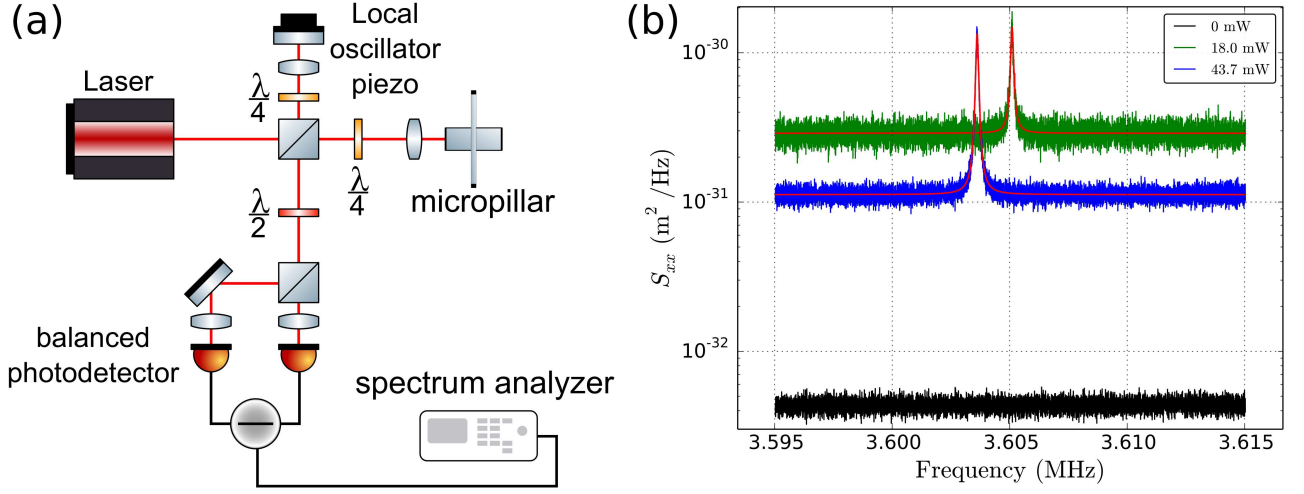 (a)
Laser
Local
oscillator
piezo
λ/4
λ/4
micropillar
λ/2
balanced
photodetector
spectrum analyzer
(b)
0 mW
18.0 mW
43.7 mW
10⁻³⁰
10⁻³¹
10⁻³²
Sₓₓ (m² /Hz)
3.595 3.600 3.605 3.610 3.615
Frequency (MHz)